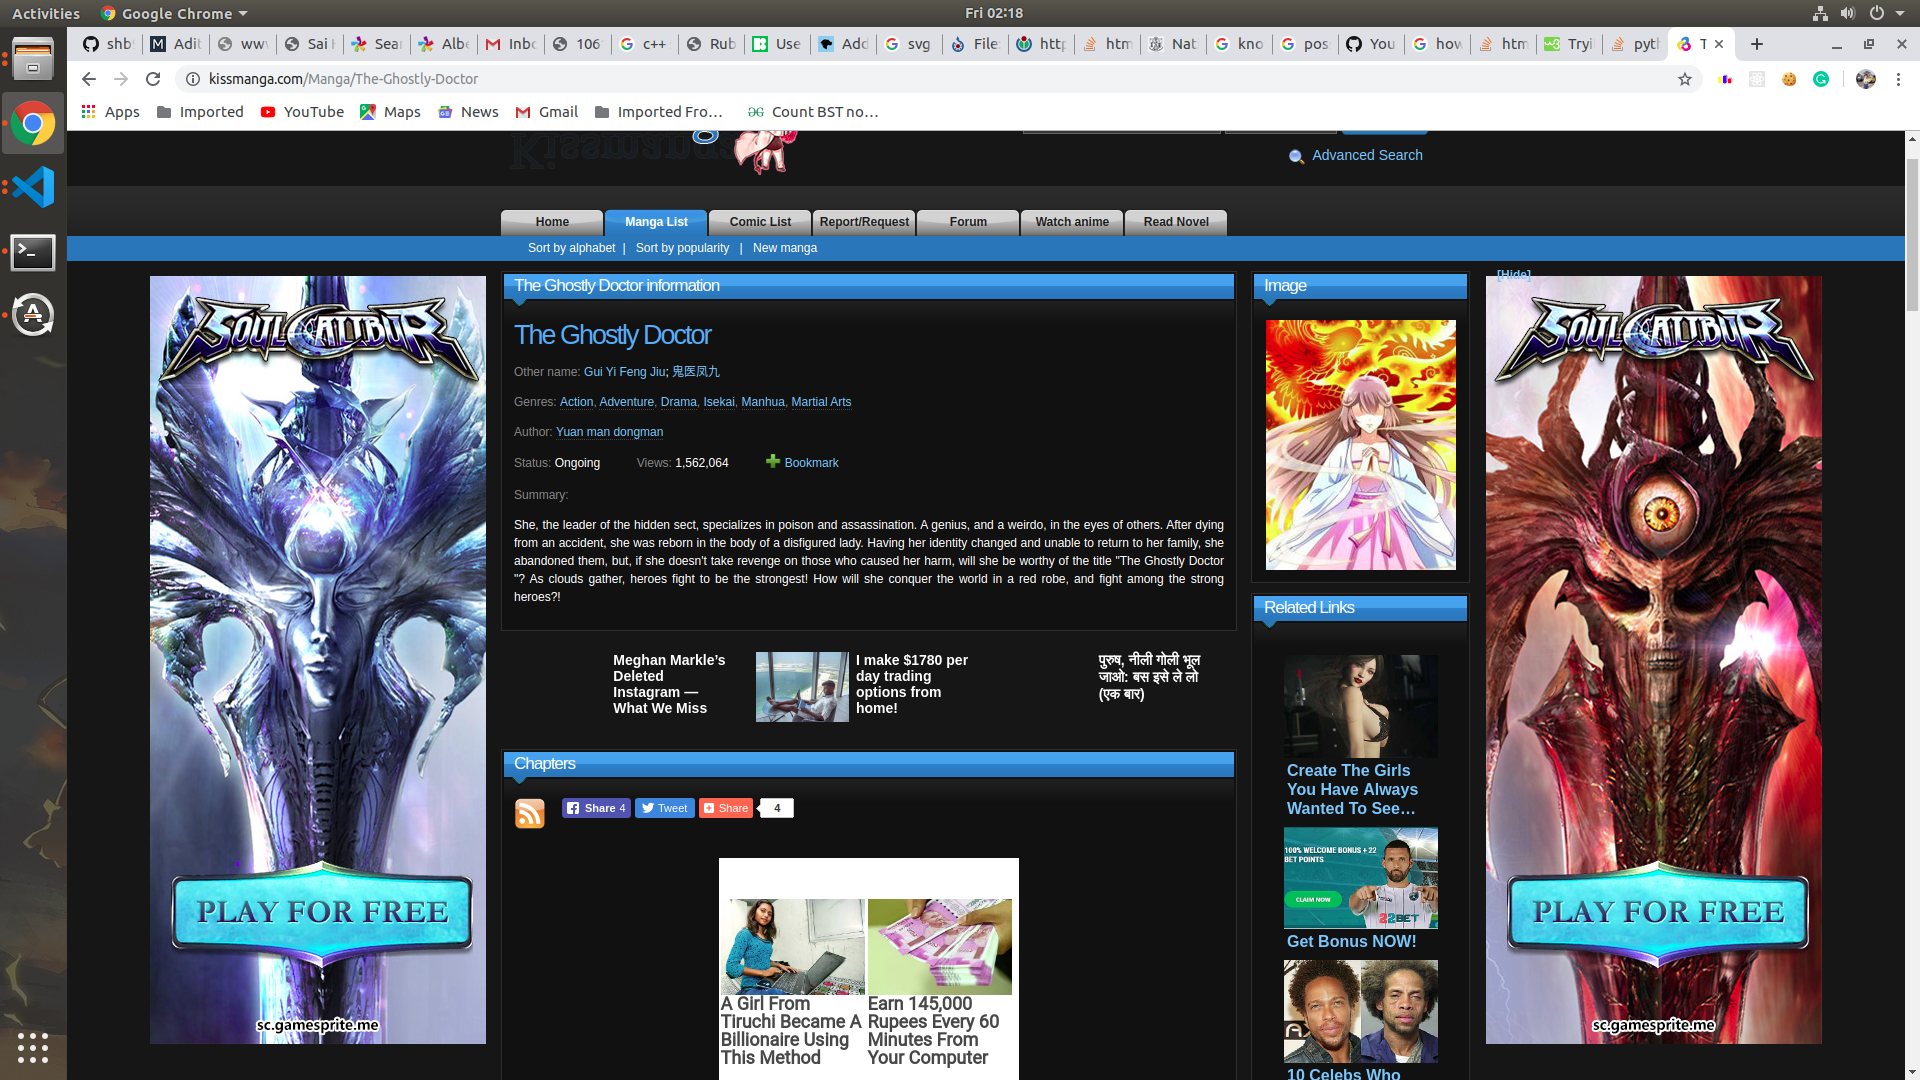 Activities
Google Chrome
Fri 02:18
shb
Adit
ww
Sai
Sear
Albe
Inbo
106
c++
Rub
Use
Add
svg
File:
http
htm
Nat
kno
pos
You
how
htm
Tryi
pyth
T
kissmanga.com/Manga/The-Ghostly-Doctor
Apps
Imported
YouTube
Maps
News
Gmail
Imported Fro...
Count BST no...
Advanced Search
Home
Manga List
Comic List
Report/Request
Forum
Watch anime
Read Novel
Sort by alphabet | Sort by popularity | New manga
The Ghostly Doctor information
The Ghostly Doctor
Other name: Gui Yi Feng Jiu; 鬼医凤九
Genres: Action, Adventure, Drama, Isekai, Manhua, Martial Arts
Author: Yuan man dongman
Status: Ongoing
Views: 1,562,064
Bookmark
Summary:
She, the leader of the hidden sect, specializes in poison and assassination. A genius, and a weirdo, in the eyes of others. After dying
from an accident, she was reborn in the body of a disfigured lady. Having her identity changed and unable to return to her family, she
abandoned them, but, if she doesn't take revenge on those who caused her harm, will she be worthy of the title "The Ghostly Doctor
"? As clouds gather, heroes fight to be the strongest! How will she conquer the world in a red robe, and fight among the strong
heroes?!
Meghan Markle's
Deleted
Instagram —
What We Miss
I make $1780 per
day trading
options from
home!
पुरुष, नीली गोली भूल
जाओ: बस इसे ले लो
(एक बार)
Chapters
Share 4
Tweet
Share
4
A Girl From
Tiruchi Became A
Billionaire Using
This Method
Earn 145,000
Rupees Every 60
Minutes From
Your Computer
Image
Related Links
Create The Girls
You Have Always
Wanted To See...
100% WELCOME BONUS + 22
BET POINTS
CLAIM NOW
22BET
Get Bonus NOW!
10 Celebs Who
SOULCALIBUR
PLAY FOR FREE
sc.gamesprite.me
[Hide]
SOULCALIBUR
PLAY FOR FREE
sc.gamesprite.me